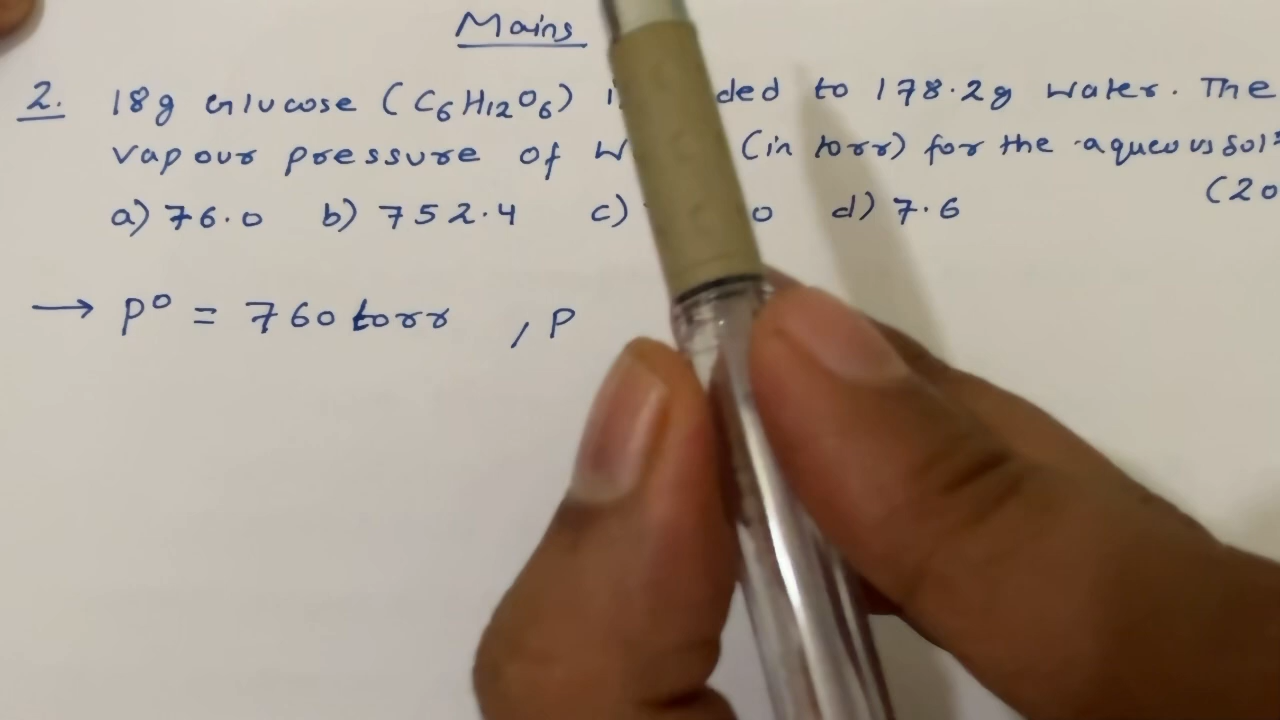 Mains
2. 18g Glucose (C6H12O6) to 178.2g water. The
vapour pressure of (in torr) for the aqueous sol
(20
a) 76.0 b) 752.4 c) d) 7.6
→ P° = 760 torr , P